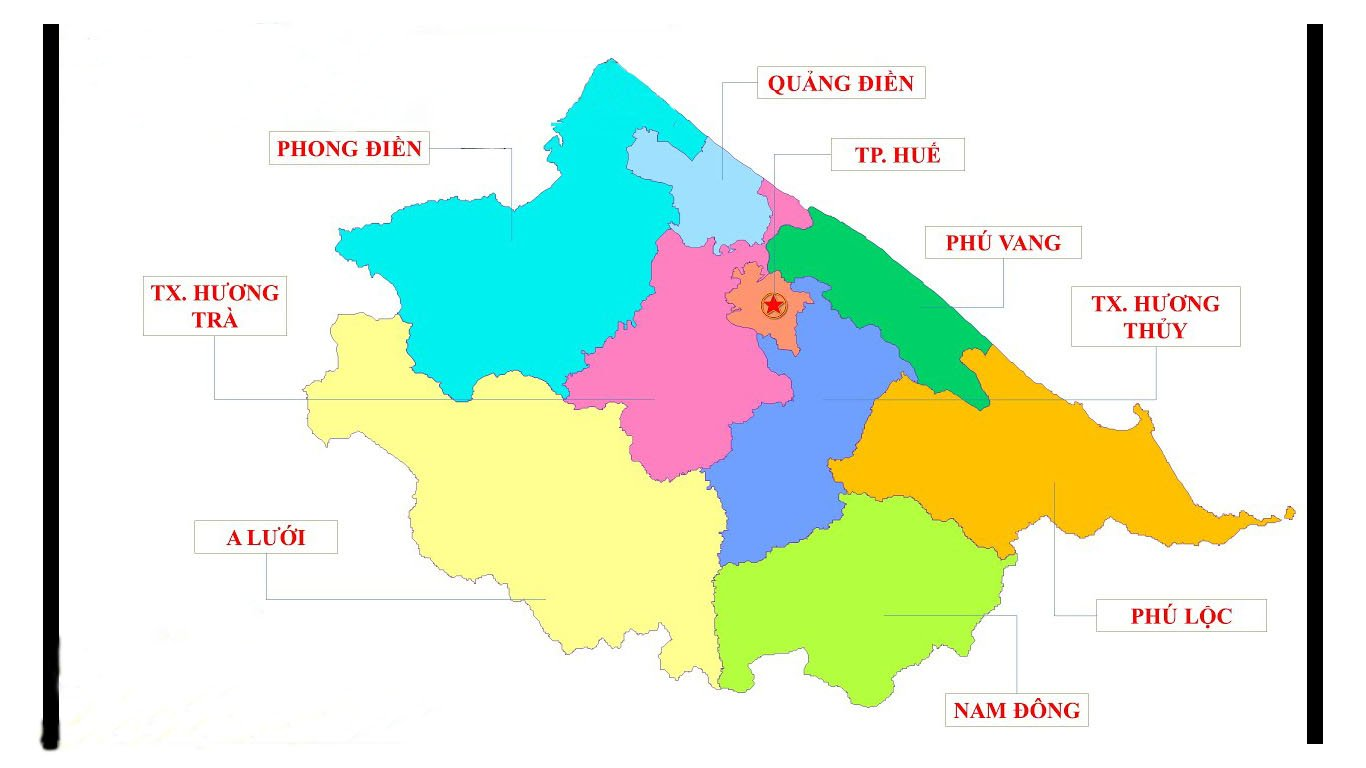 QUẢNG ĐIỀN
PHONG ĐIỀN
TP. HUẾ
PHÚ VANG
TX. HƯƠNG
TRÀ
TX. HƯƠNG
THỦY
A LƯỚI
PHÚ LỘC
NAM ĐÔNG